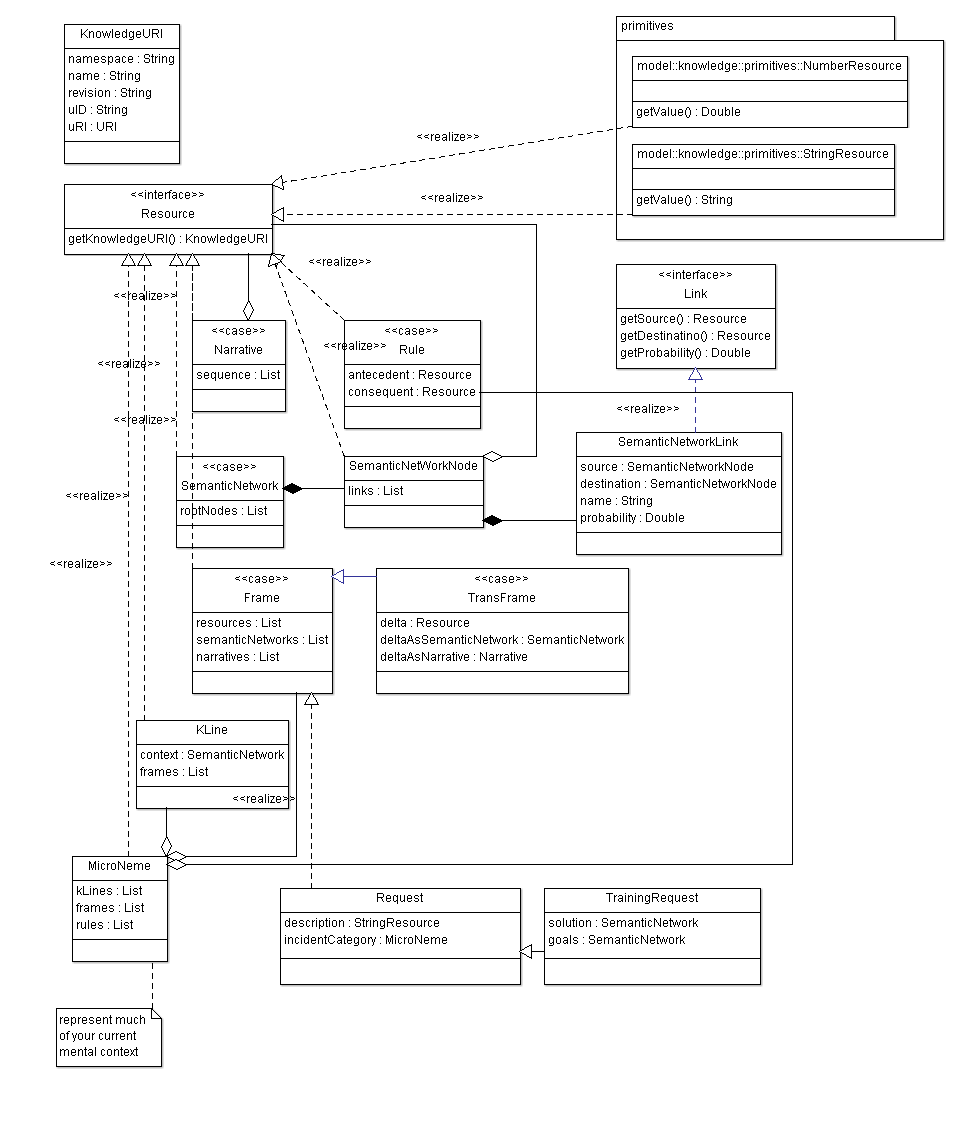 KnowledgeURI
namespace : String
name : String
revision : String
uID : String
uRI : URI
primitives
model::knowledge::primitives::NumberResource
getValue() : Double
model::knowledge::primitives::StringResource
getValue() : String
<<realize>>
<<realize>>
<<interface>>
Resource
getKnowledgeURI() : KnowledgeURI
<<realize>>
<<realize>>
<<interface>>
Link
getSource() : Resource
getDestinatino() : Resource
getProbability() : Double
<<case>>
Narrative
sequence : List
<<case>>
Rule
<<realize>>
antecedent : Resource
consequent : Resource
<<realize>>
<<realize>>
<<realize>>
<<case>>
SemanticNetwork
rootNodes : List
SemanticNetWorkNode
links : List
SemanticNetworkLink
source : SemanticNetworkNode
destination : SemanticNetworkNode
name : String
probability : Double
<<realize>>
<<realize>>
<<case>>
Frame
resources : List
semanticNetworks : List
narratives : List
<<case>>
TransFrame
delta : Resource
deltaAsSemanticNetwork : SemanticNetwork
deltaAsNarrative : Narrative
KLine
context : SemanticNetwork
frames : List
<<realize>>
MicroNeme
kLines : List
frames : List
rules : List
Request
description : StringResource
incidentCategory : MicroNeme
TrainingRequest
solution : SemanticNetwork
goals : SemanticNetwork
represent much
of your current
mental context